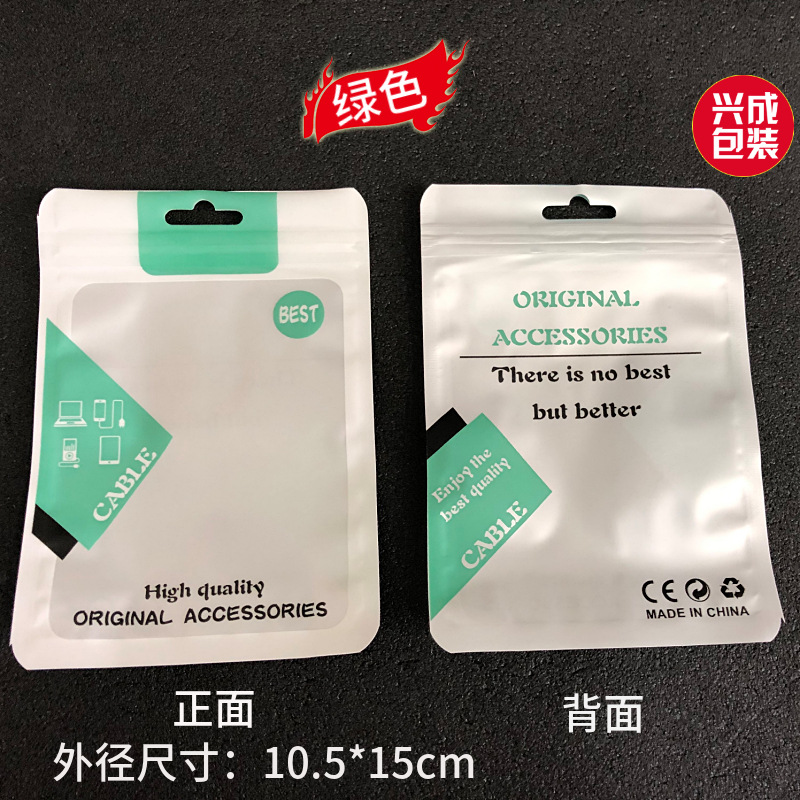 绿色
兴成
包装
BEST
CABLE
High quality
ORIGINAL ACCESSORIES
ORIGINAL
ACCESSORIES
There is no best
but better
Enjoy the
best quality
CABLE
CE
MADE IN CHINA
正面
背面
外径尺寸：10.5*15cm